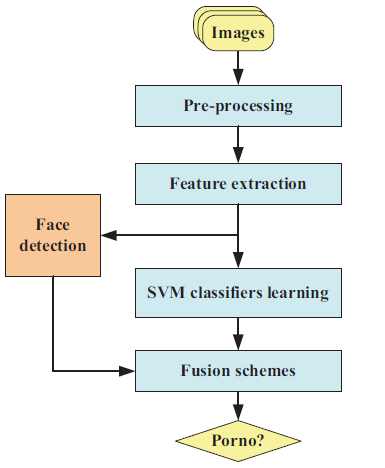 Images
Pre-processing
Feature extraction
Face
detection
SVM classifiers learning
Fusion schemes
Porno?